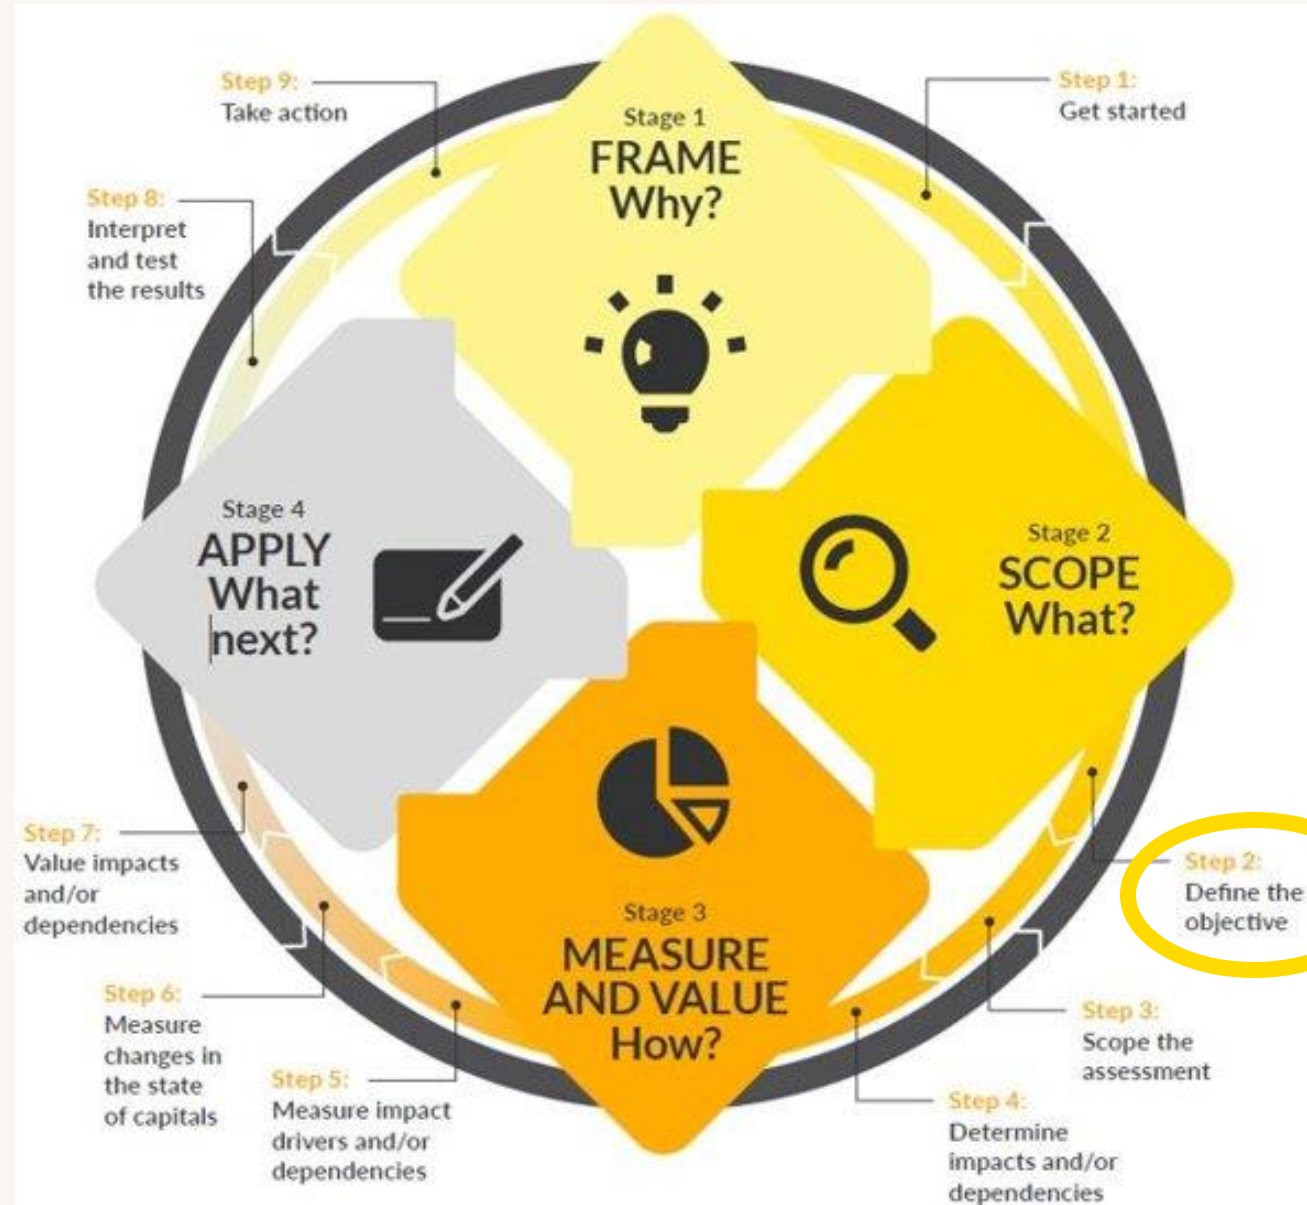 Stage 1
FRAME
Why?
Step 1:
Get started
Stage 2
SCOPE
What?
Step 2:
Define the
objective
Step 3:
Scope the
assessment
Step 4:
Determine
impacts and/or
dependencies
Stage 3
MEASURE
AND VALUE
How?
Step 5:
Measure impact
drivers and/or
dependencies
Step 6:
Measure
changes in
the state
of capitals
Step 7:
Value impacts
and/or
dependencies
Stage 4
APPLY
What
next?
Step 8:
Interpret
and test
the results
Step 9:
Take action